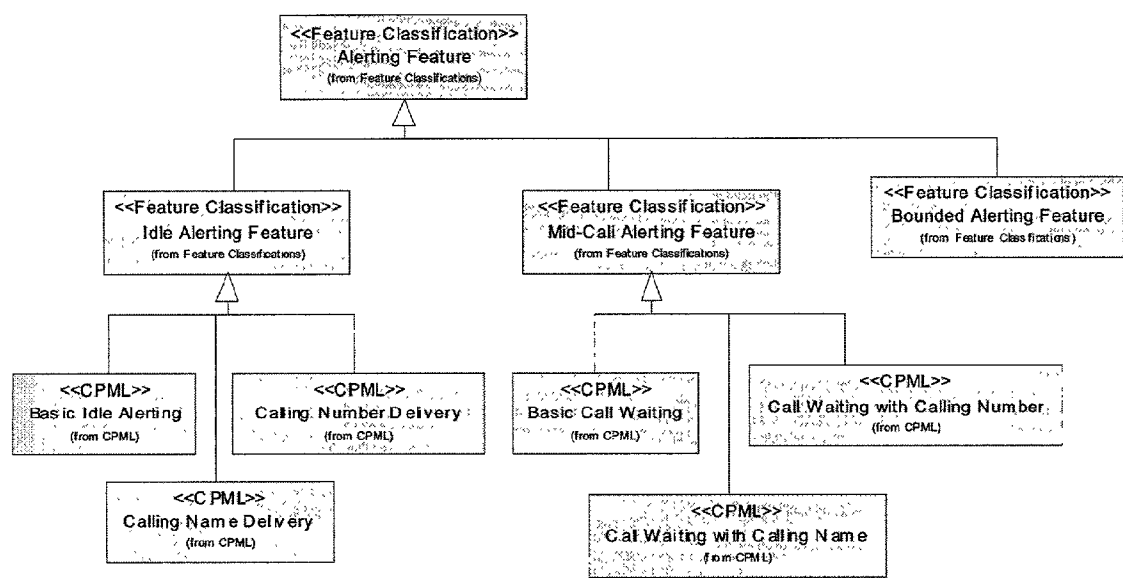 <<Feature Classification>>
Alerting Feature
(from Feature Classifications)
<<Feature Classification>>
Idle Alerting Feature
(from Feature Classifications)
<<Feature Classification>>
Mid-Call Alerting Feature
(from Feature Classifications)
<<Feature Classification>>
Bounded Alerting Feature
(from Feature Classifications)
<<CPML>>
Basic Idle Alerting
(from CPML)
<<CPML>>
Calling Number Delivery
(from CPML)
<<CPML>>
Basic Call Waiting
(from CPML)
<<CPML>>
Call Waiting with Calling Number
(from CPML)
<<CPML>>
Calling Name Delivery
(from CPML)
<<CPML>>
Call Waiting with Calling Name
(from CPML)